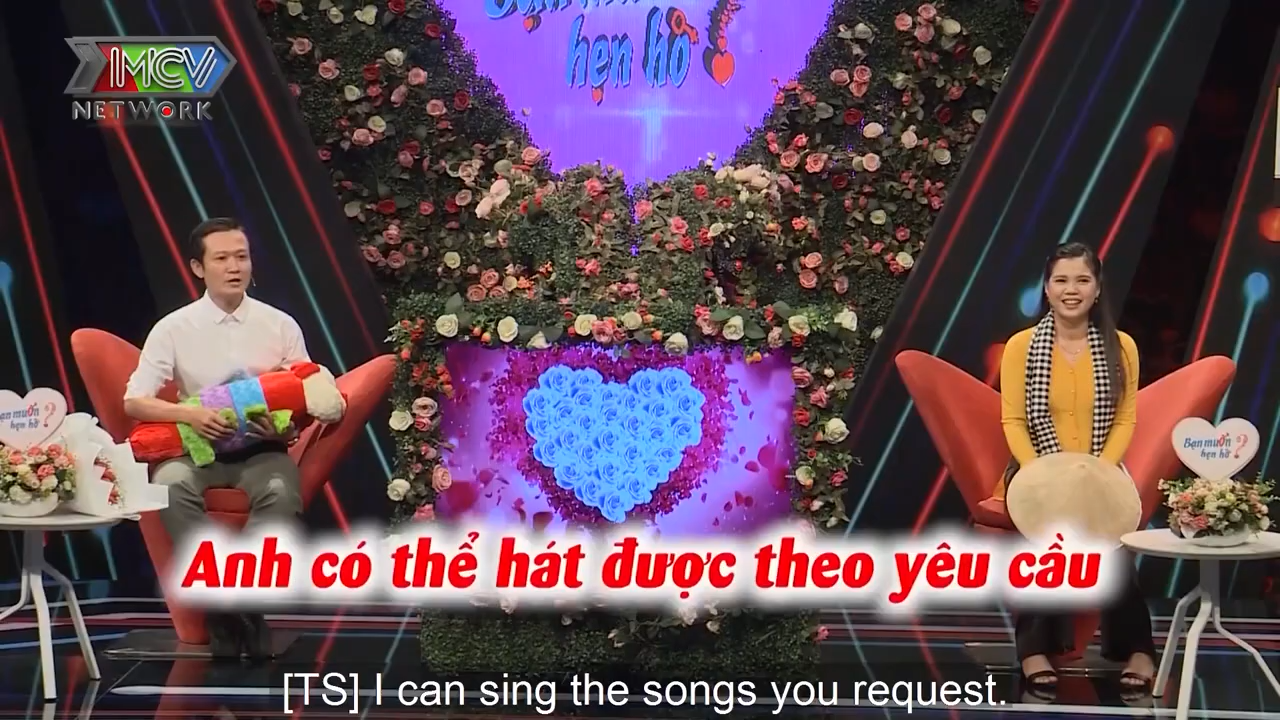 MCV
NETWORK
hẹn hò ?
Bạn muốn
hẹn hò ?
Bạn muốn
hẹn hò ?
Anh có thể hát được theo yêu cầu
[TS] I can sing the songs you request.